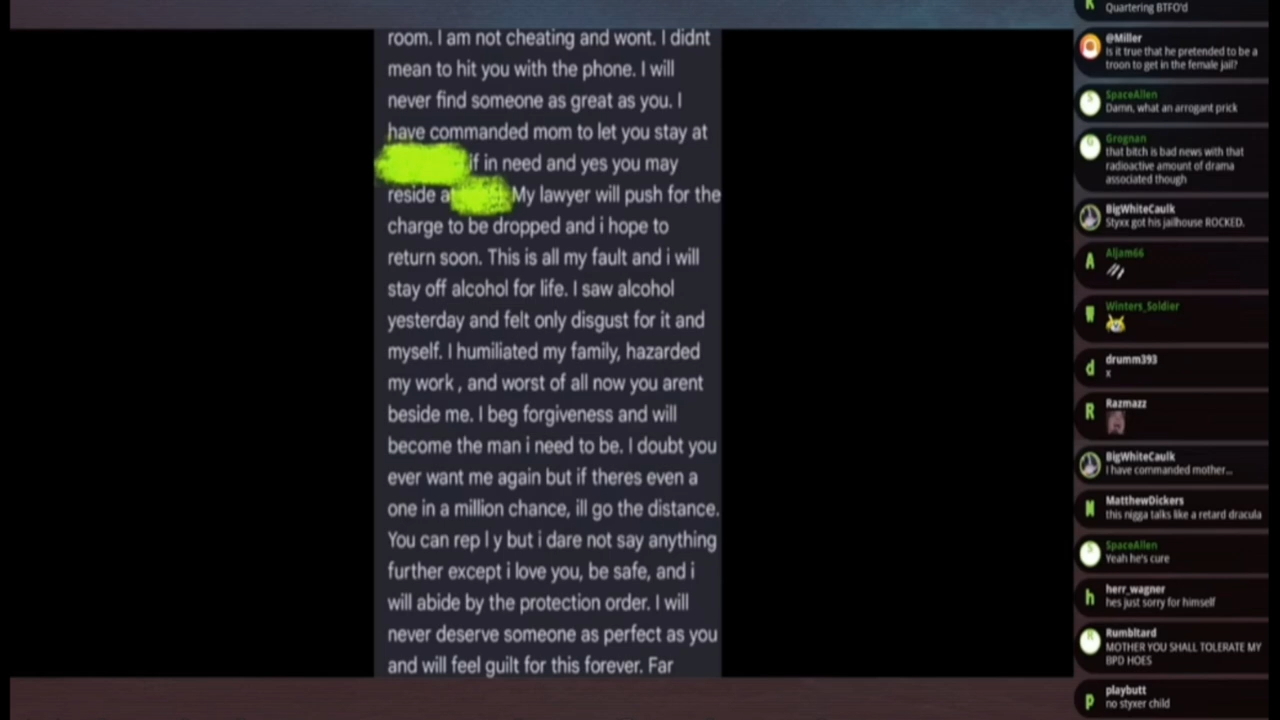 room. I am not cheating and wont. I didnt
mean to hit you with the phone. I will
never find someone as great as you. I
have commanded mom to let you stay at
if in need and yes you may
reside a My lawyer will push for the
charge to be dropped and i hope to
return soon. This is all my fault and i will
stay off alcohol for life. I saw alcohol
yesterday and felt only disgust for it and
myself. I humiliated my family, hazarded
my work , and worst of all now you arent
beside me. I beg forgiveness and will
become the man i need to be. I doubt you
ever want me again but if theres even a
one in a million chance, ill go the distance.
You can rep l y but i dare not say anything
further except i love you, be safe, and i
will abide by the protection order. I will
never deserve someone as perfect as you
and will feel guilt for this forever. Far
Quartering BTFO'd
@Miller
Is it true that he pretended to be a
troon to get in the female jail?
SpaceAllen
Damn, what an arrogant prick
Grognan
that bitch is bad news with that
radioactive amount of drama
associated though
BigWhiteCaulk
Styxx got his jailhouse ROCKED.
A
Aljam66
W
Winters_Soldier
d
drumm393
x
R
Razmazz
BigWhiteCaulk
I have commanded mother...
M
MatthewDickers
this nigga talks like a retard dracula
SpaceAllen
Yeah he's cure
h
herr_wagner
hes just sorry for himself
Rumbltard
MOTHER YOU SHALL TOLERATE MY
BPD HOES
p
playbutt
no styxer child